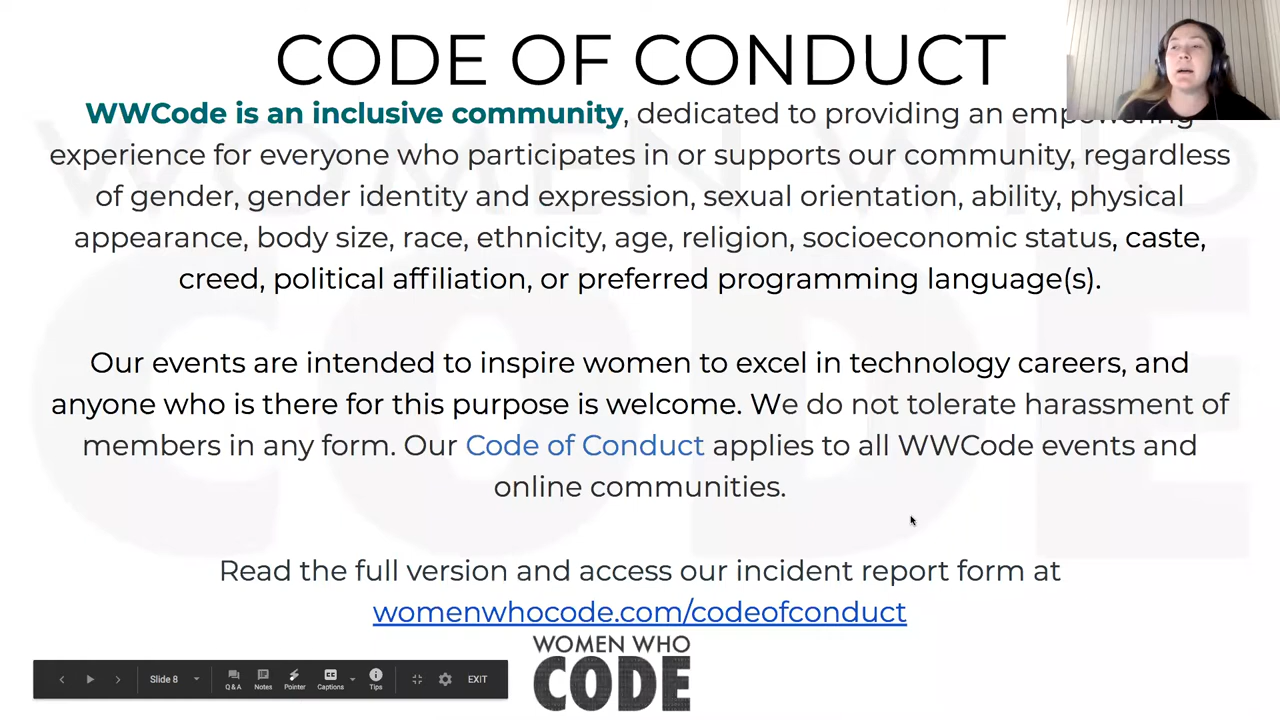 CODE OF CONDUCT
WWCode is an inclusive community, dedicated to providing an empowering
experience for everyone who participates in or supports our community, regardless
of gender, gender identity and expression, sexual orientation, ability, physical
appearance, body size, race, ethnicity, age, religion, socioeconomic status, caste,
creed, political affiliation, or preferred programming language(s).
Our events are intended to inspire women to excel in technology careers, and
anyone who is there for this purpose is welcome. We do not tolerate harassment of
members in any form. Our Code of Conduct applies to all WWCode events and
online communities.
Read the full version and access our incident report form at
womenwhocode.com/codeofconduct
WOMEN WHO
CODE
Slide 8
Q&A Notes Pointer Captions Tips EXIT
WOMEN WHO
CODE